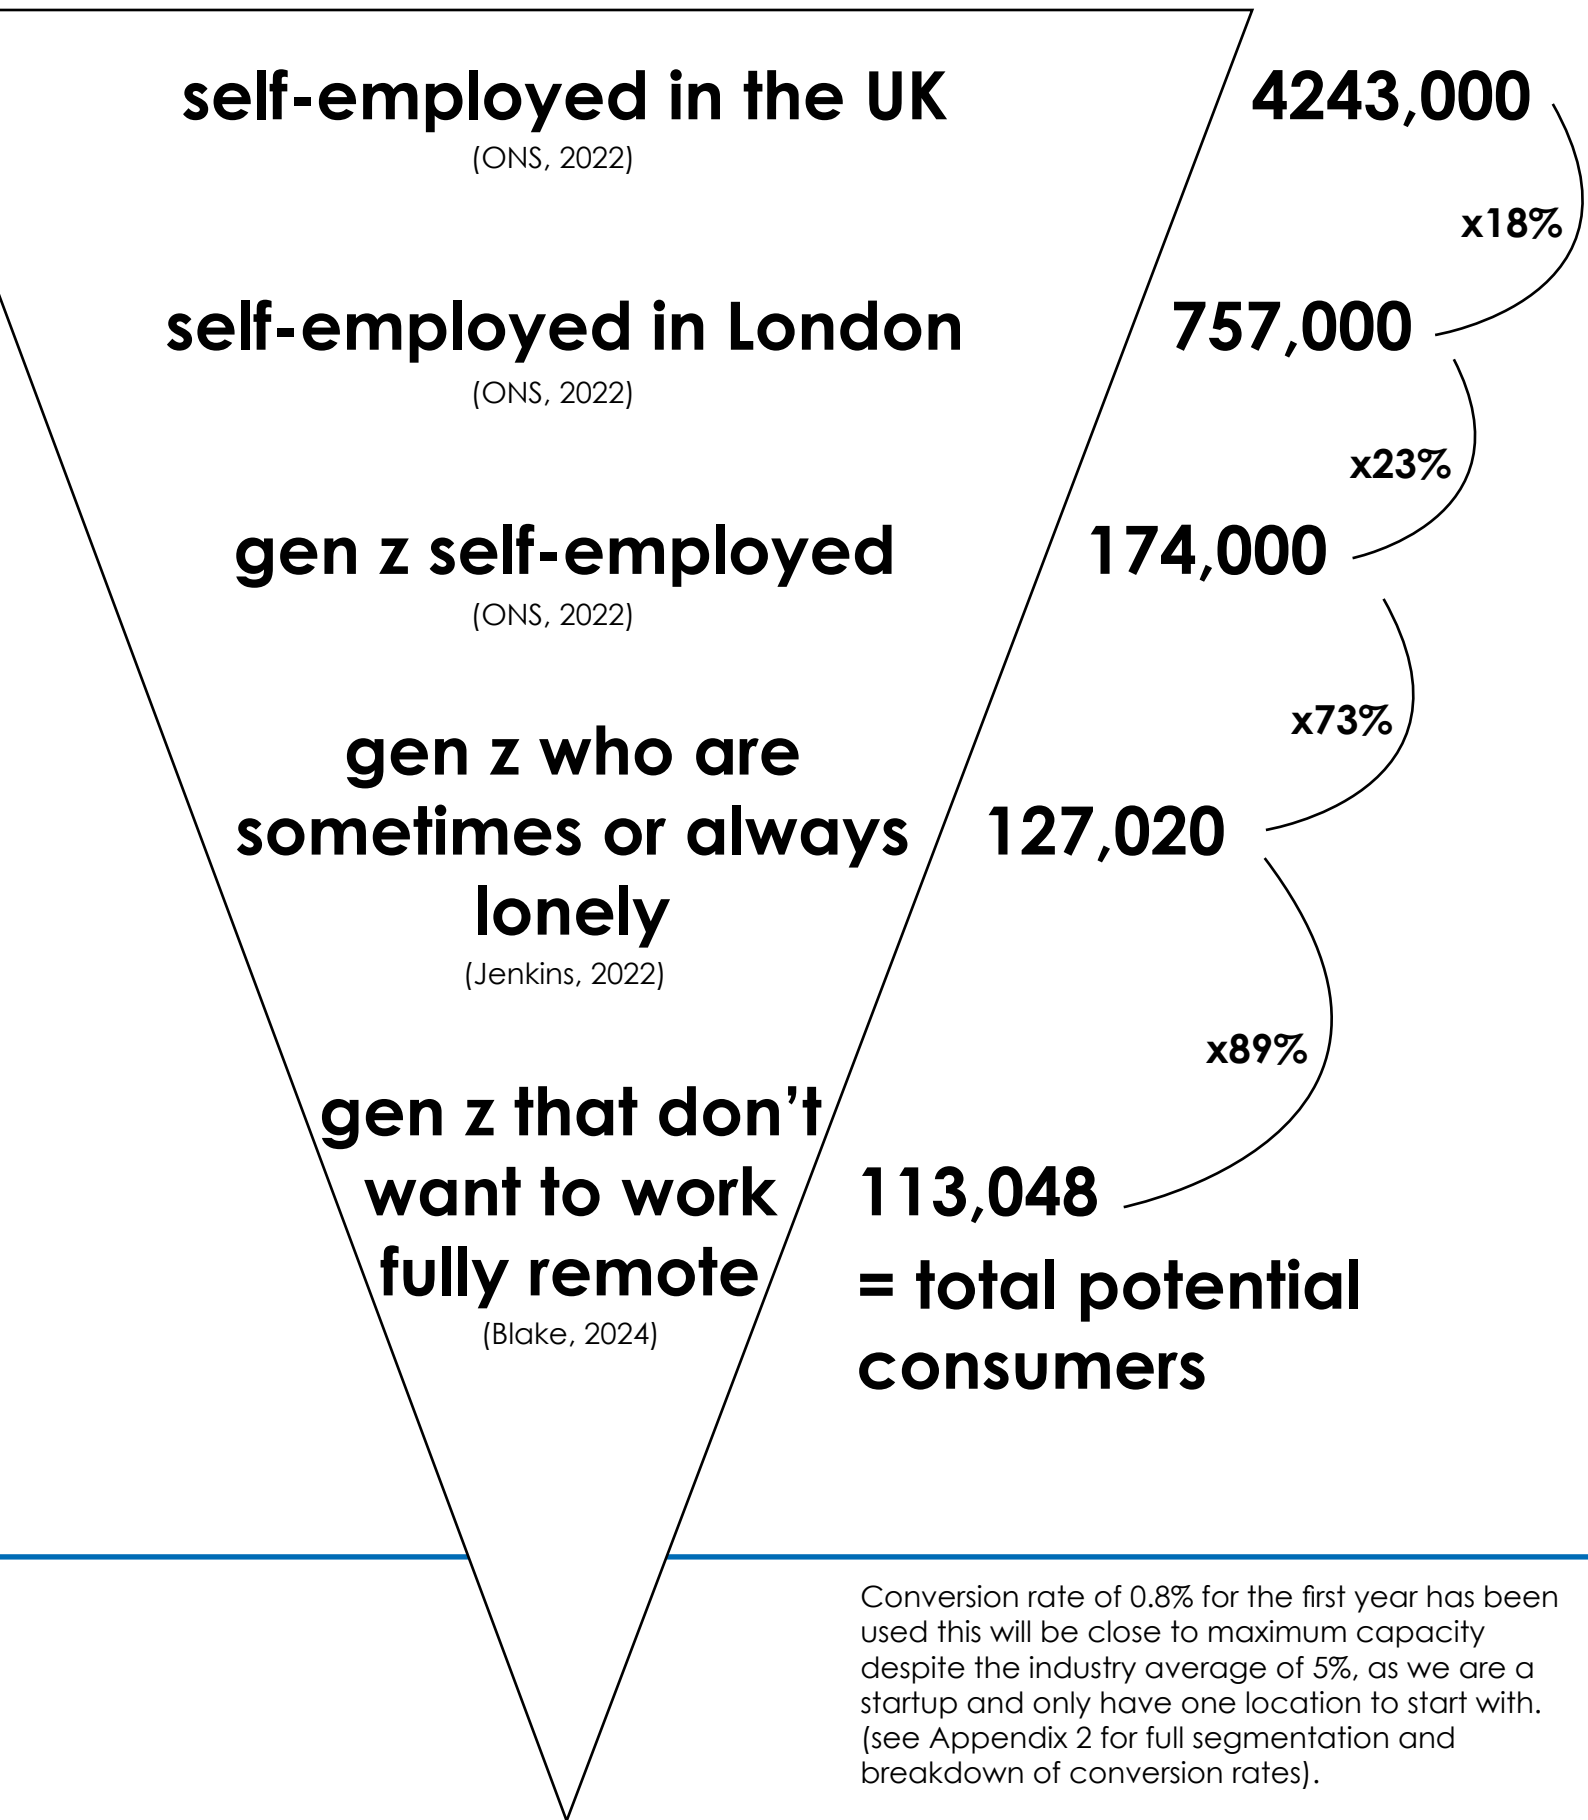 self-employed in the UK
4243,000
(ONS, 2022)
x18%
self-employed in London
757,000
(ONS, 2022)
x23%
gen z self-employed
174,000
(ONS, 2022)
x73%
gen z who are
sometimes or always
lonely
127,020
(Jenkins, 2022)
x89%
gen z that don’t
want to work
fully remote
(Blake, 2024)
113,048
= total potential
consumers
Conversion rate of 0.8% for the first year has been
used this will be close to maximum capacity
despite the industry average of 5%, as we are a
startup and only have one location to start with.
(see Appendix 2 for full segmentation and
breakdown of conversion rates).